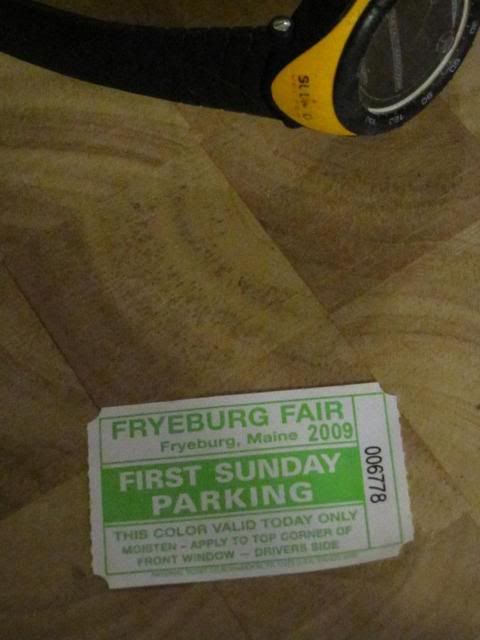 FRYEBURG FAIR
Fryeburg, Maine 2009
FIRST SUNDAY
PARKING
THIS COLOR VALID TODAY ONLY
MOISTEN - APPLY TO TOP CORNER OF
FRONT WINDOW — DRIVERS SIDE
006778